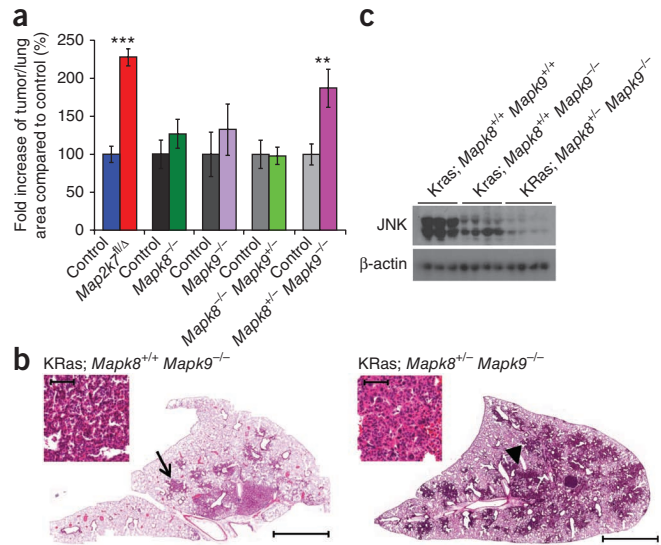 a
Fold increase of tumor/lung
area compared to control (%)
250
200
150
100
50
0
***
**
Control
Map2k7fl/Δ
Control
Mapk8–/–
Control
Mapk9–/–
Control
Mapk8–/– Mapk9+/–
Control
Mapk8+/– Mapk9–/–
c
Kras; Mapk8+/+ Mapk9+/+
Kras; Mapk8+/+ Mapk9–/–
KRas; Mapk8+/– Mapk9–/–
JNK
β-actin
b
KRas; Mapk8+/+ Mapk9–/–
KRas; Mapk8+/– Mapk9–/–